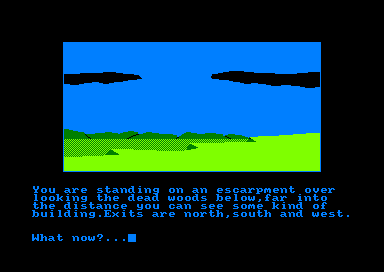 You are standing on an escarpment over
looking the dead woods below,far into
the distance you can see some kind of
building.Exits are north,south and west.
What now?...